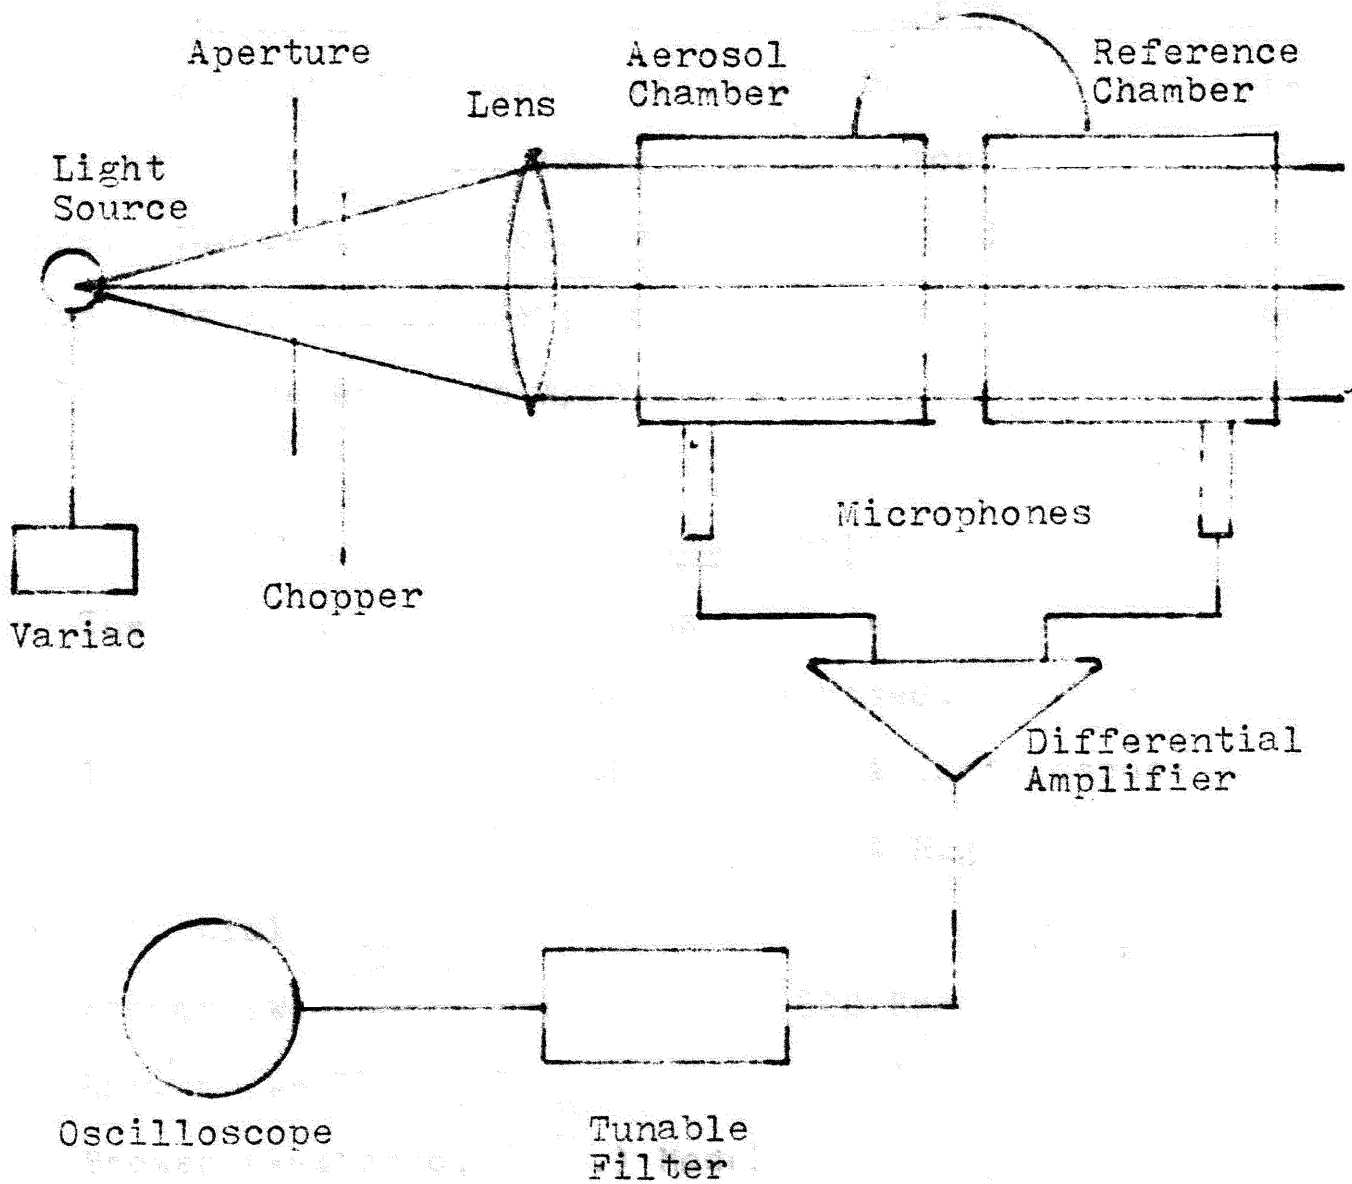 Aperture
Lens
Aerosol
Chamber
Reference
Chamber
Light
Source
Microphones
Chopper
Variac
Differential
Amplifier
Oscilloscope
Tunable
Filter